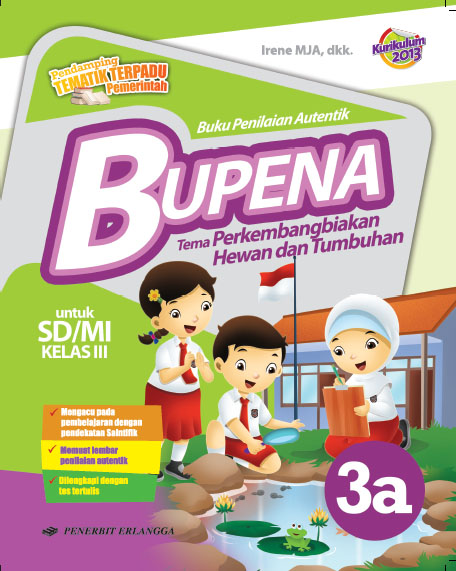 Irene MJA, dkk.
Kurikulum
2013
Pendamping
TEMATIK TERPADU
Pemerintah
Buku Penilaian Autentik
BUPENA
Tema Perkembangbiakan
Hewan dan Tumbuhan
untuk
SD/MI
KELAS III
✓ Mengacu pada
pembelajaran dengan
pendekatan Saintifik
✓ Memuat lembar
penilaian autentik
✓ Dilengkapi dengan
tes tertulis
3a
PENERBIT ERLANGGA